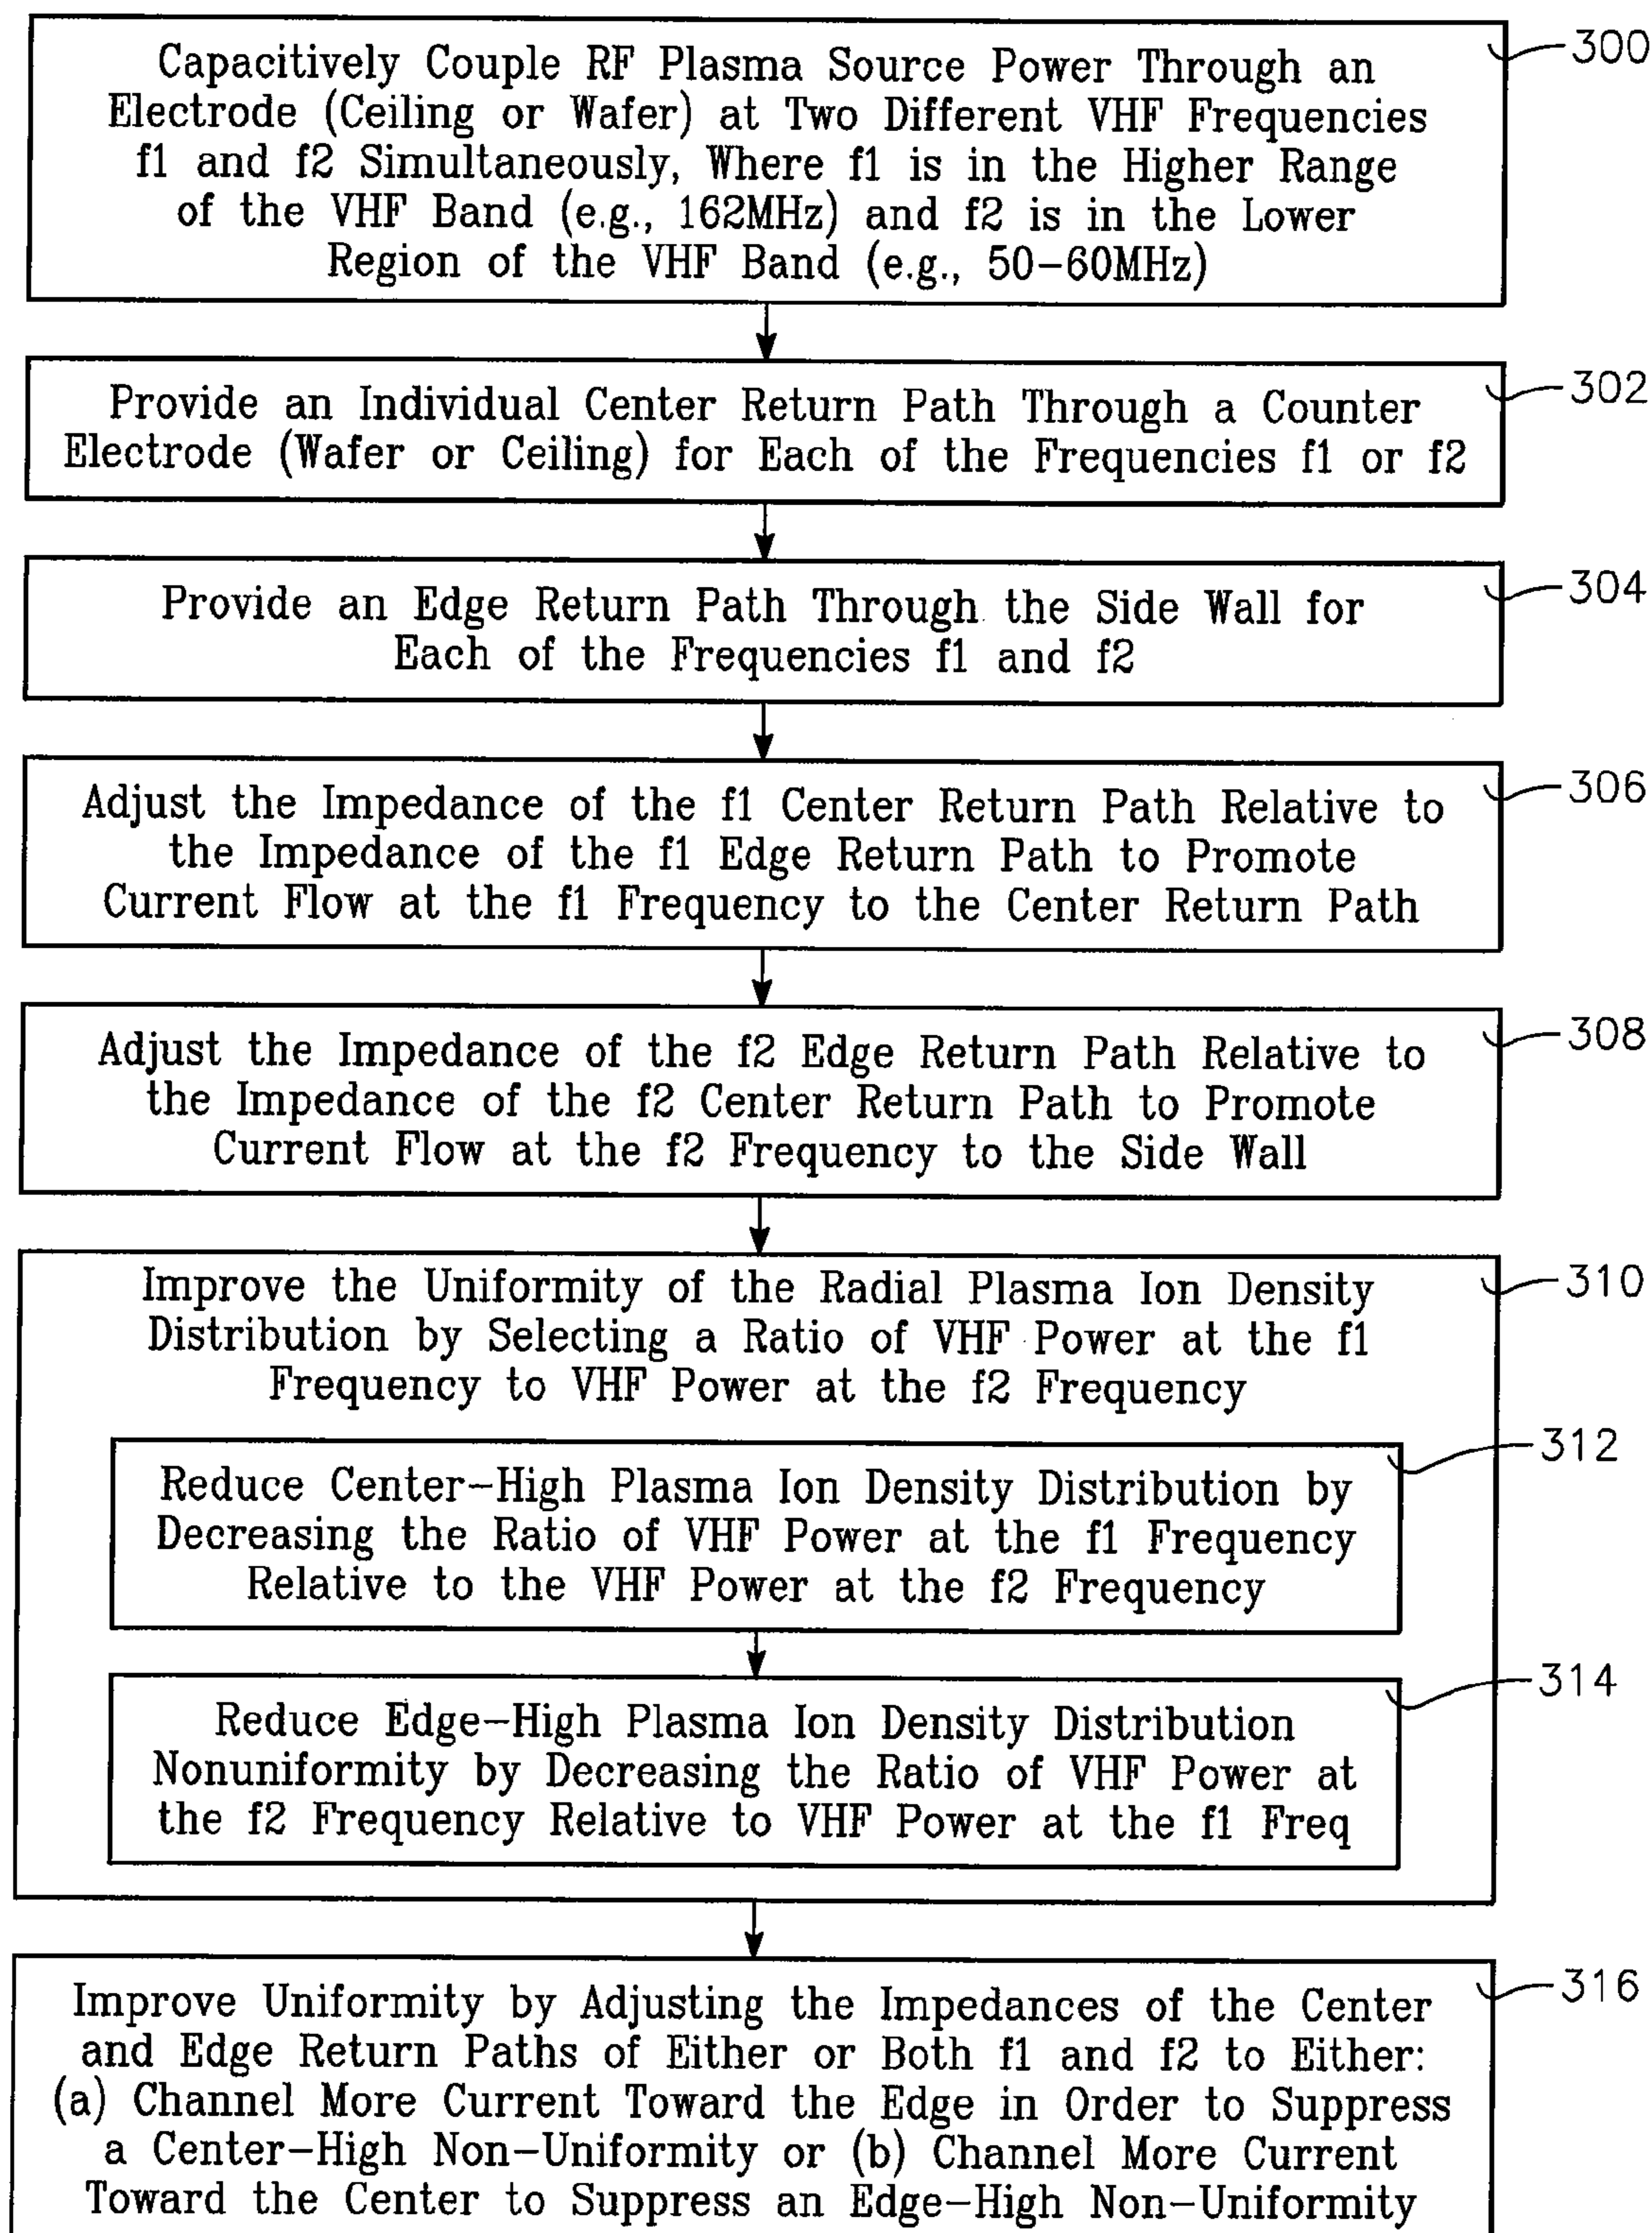 Capacitively Couple RF Plasma Source Power Through an
Electrode (Ceiling or Wafer) at Two Different VHF Frequencies
f1 and f2 Simultaneously, Where f1 is in the Higher Range
of the VHF Band (e.g., 162MHz) and f2 is in the Lower
Region of the VHF Band (e.g., 50-60MHz)
300
Provide an Individual Center Return Path Through a Counter
Electrode (Wafer or Ceiling) for Each of the Frequencies f1 or f2
302
Provide an Edge Return Path Through the Side Wall for
Each of the Frequencies f1 and f2
304
Adjust the Impedance of the f1 Center Return Path Relative to
the Impedance of the f1 Edge Return Path to Promote
Current Flow at the f1 Frequency to the Center Return Path
306
Adjust the Impedance of the f2 Edge Return Path Relative to
the Impedance of the f2 Center Return Path to Promote
Current Flow at the f2 Frequency to the Side Wall
308
Improve the Uniformity of the Radial Plasma Ion Density
Distribution by Selecting a Ratio of VHF Power at the f1
Frequency to VHF Power at the f2 Frequency
310
Reduce Center-High Plasma Ion Density Distribution by
Decreasing the Ratio of VHF Power at the f1 Frequency
Relative to the VHF Power at the f2 Frequency
312
Reduce Edge-High Plasma Ion Density Distribution
Nonuniformity by Decreasing the Ratio of VHF Power at
the f2 Frequency Relative to VHF Power at the f1 Freq
314
Improve Uniformity by Adjusting the Impedances of the Center
and Edge Return Paths of Either or Both f1 and f2 to Either:
(a) Channel More Current Toward the Edge in Order to Suppress
a Center-High Non-Uniformity or (b) Channel More Current
Toward the Center to Suppress an Edge-High Non-Uniformity
316